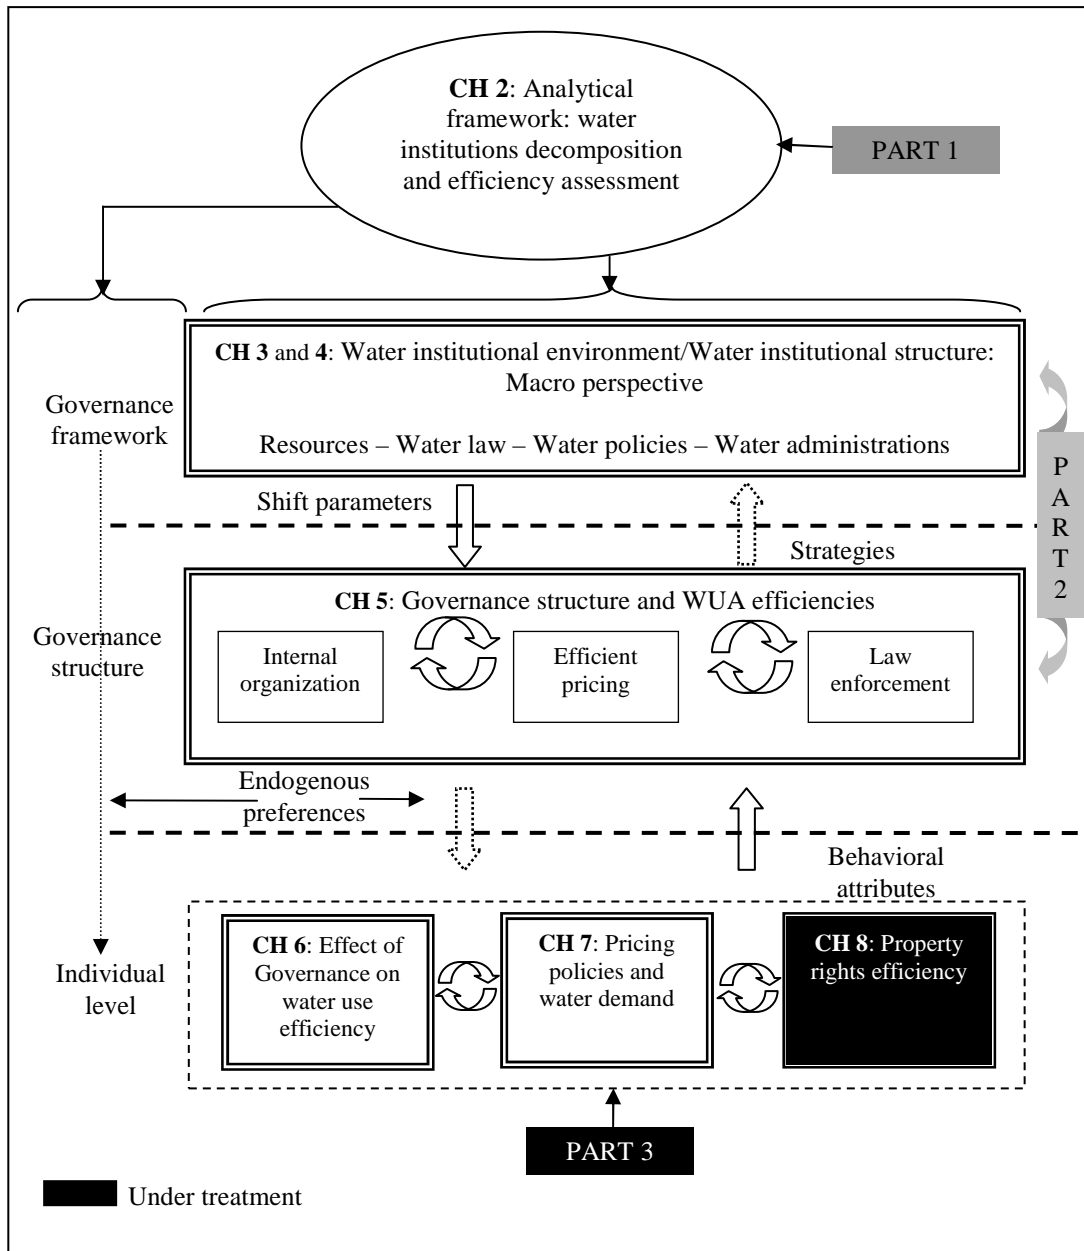 CH 2: Analytical
framework: water
institutions decomposition
and efficiency assessment
PART 1
CH 3 and 4: Water institutional environment/Water institutional structure:
Macro perspective
Governance
framework
Resources – Water law – Water policies – Water administrations
P
A
R
T
2
Shift parameters
Strategies
CH 5: Governance structure and WUA efficiencies
Governance
structure
Internal
organization
Efficient
pricing
Law
enforcement
Endogenous
preferences
Behavioral
attributes
CH 6: Effect of
Governance on
water use
efficiency
CH 7: Pricing
policies and
water demand
CH 8: Property
rights efficiency
Individual
level
PART 3
Under treatment